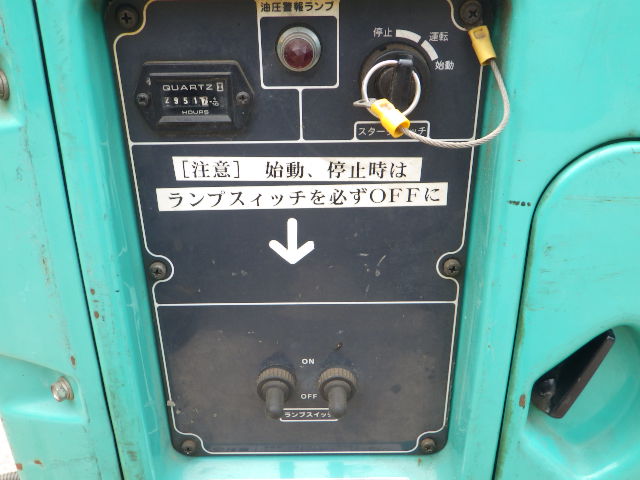 油圧警報ランプ
停止 運転
始動
QUARTZ
HOURS
スタータスイッチ
[注意] 始動、停止時は
ランプスィッチを必ずOFFに
ON
OFF
ランプスイッチ